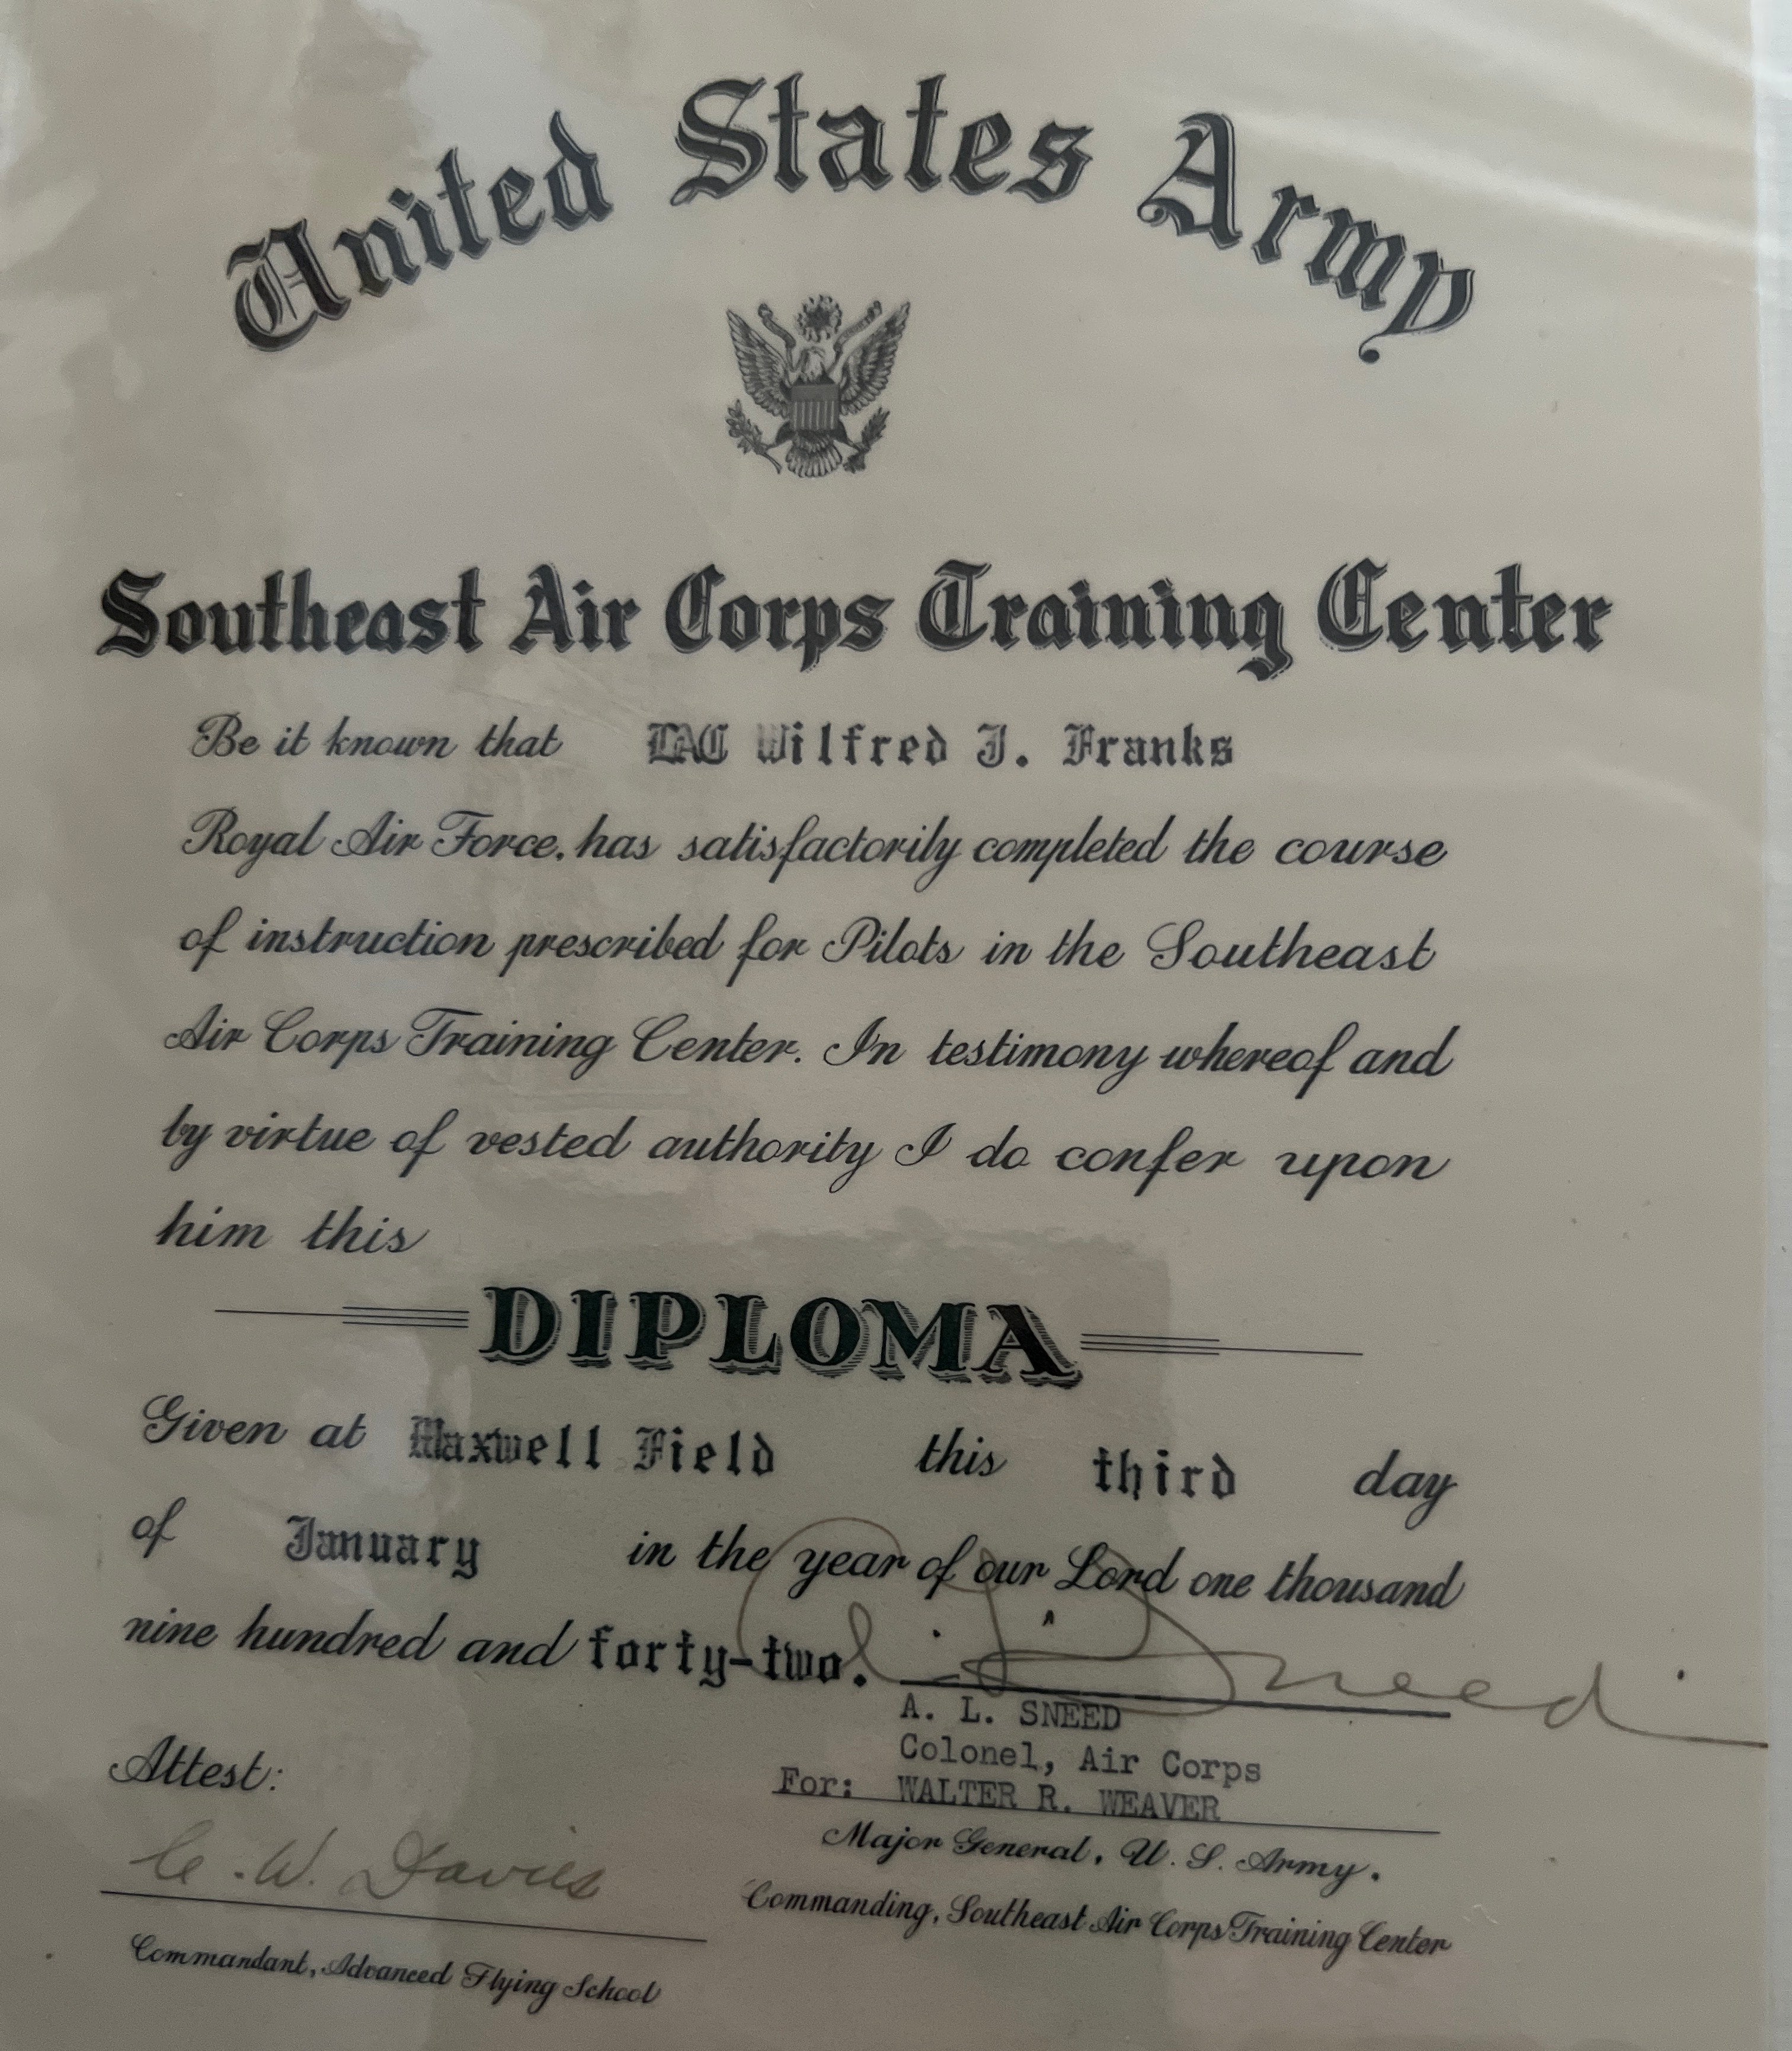 United States Army
Southeast Air Corps Training Center
Be it known that LAC Wilfred J. Franks
Royal Air Force, has satisfactorily completed the course
of instruction prescribed for Pilots in the Southeast
Air Corps Training Center. In testimony whereof and
by virtue of vested authority I do confer upon
him this
DIPLOMA
Given at Maxwell Field this third day
of January in the year of our Lord one thousand
nine hundred and forty-two.
A. L. Sneed
A. L. SNEED
Colonel, Air Corps
For: WALTER R. WEAVER
Major General, U. S. Army.
Commanding, Southeast Air Corps Training Center
Attest:
C. W. Davies
Commandant, Advanced Flying School